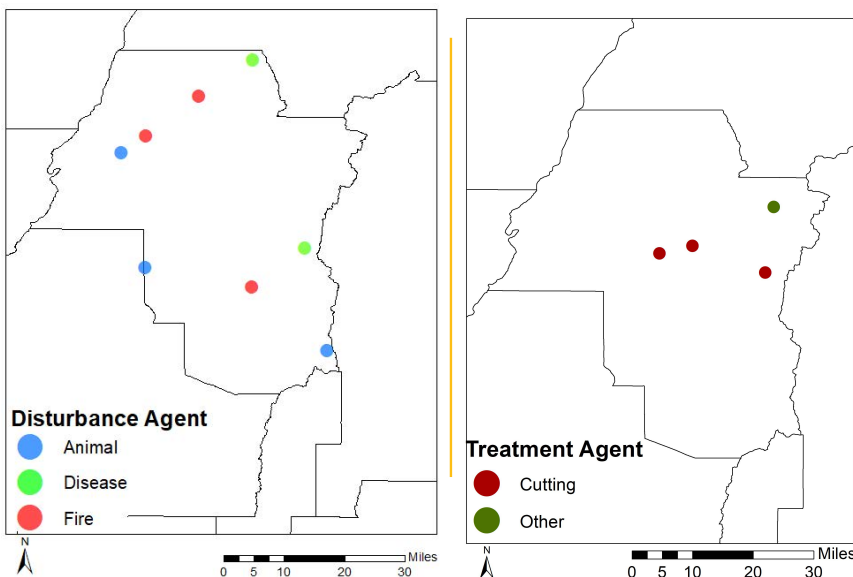 Disturbance Agent
Animal
Disease
Fire
N
Miles
0 5 10 20 30
Treatment Agent
Cutting
Other
N
Miles
0 5 10 20 30